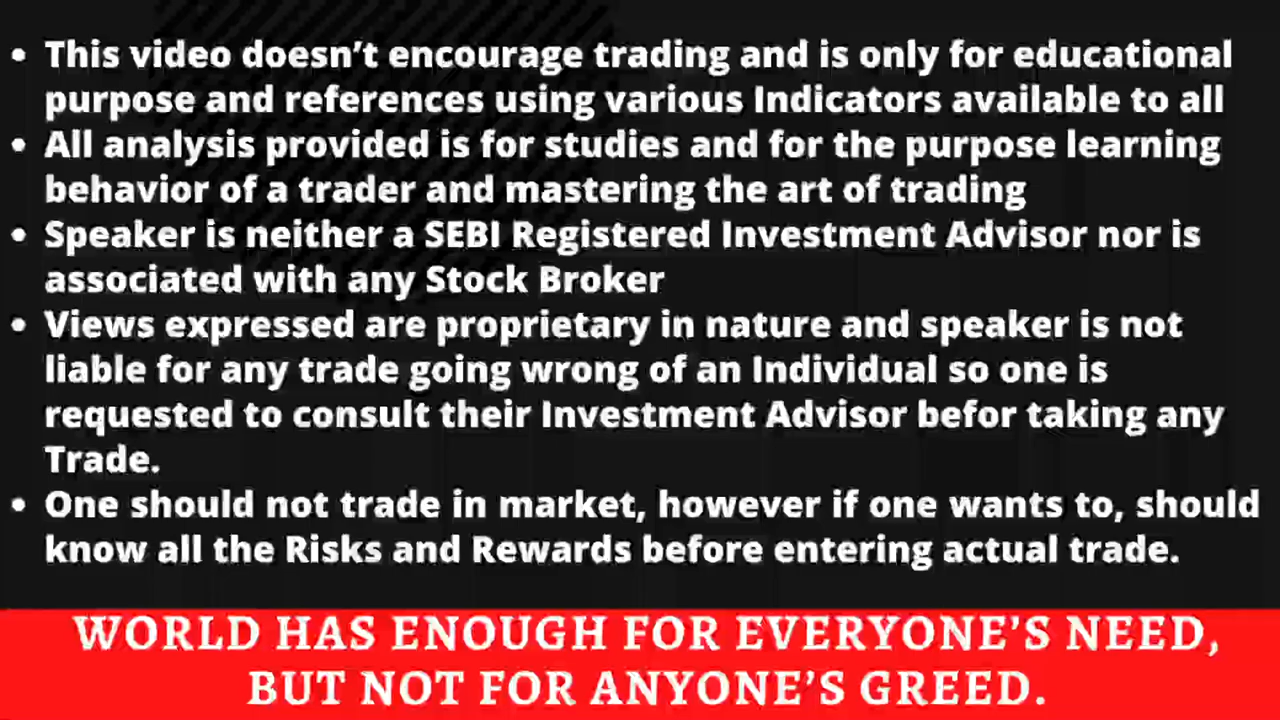 • This video doesn’t encourage trading and is only for educational
purpose and references using various Indicators available to all
• All analysis provided is for studies and for the purpose learning
behavior of a trader and mastering the art of trading
• Speaker is neither a SEBI Registered Investment Advisor nor is
associated with any Stock Broker
• Views expressed are proprietary in nature and speaker is not
liable for any trade going wrong of an Individual so one is
requested to consult their Investment Advisor befor taking any
Trade.
• One should not trade in market, however if one wants to, should
know all the Risks and Rewards before entering actual trade.
WORLD HAS ENOUGH FOR EVERYONE’S NEED,
BUT NOT FOR ANYONE’S GREED.